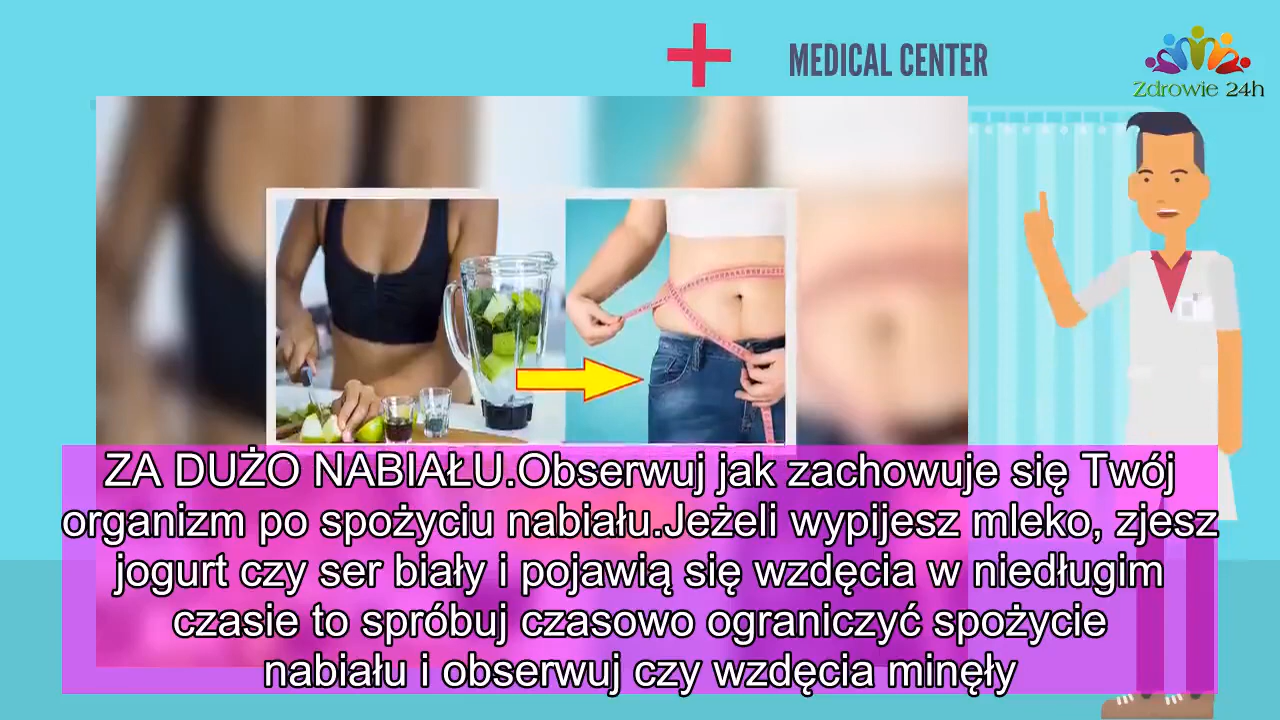 MEDICAL CENTER
Zdrowie 24h
ZA DUŻO NABIAŁU.Obserwuj jak zachowuje się Twój
organizm po spożyciu nabiału.Jeżeli wypijesz mleko, zjesz
jogurt czy ser biały i pojawią się wzdęcia w niedługim
czasie to spróbuj czasowo ograniczyć spożycie
nabiału i obserwuj czy wzdęcia minęły